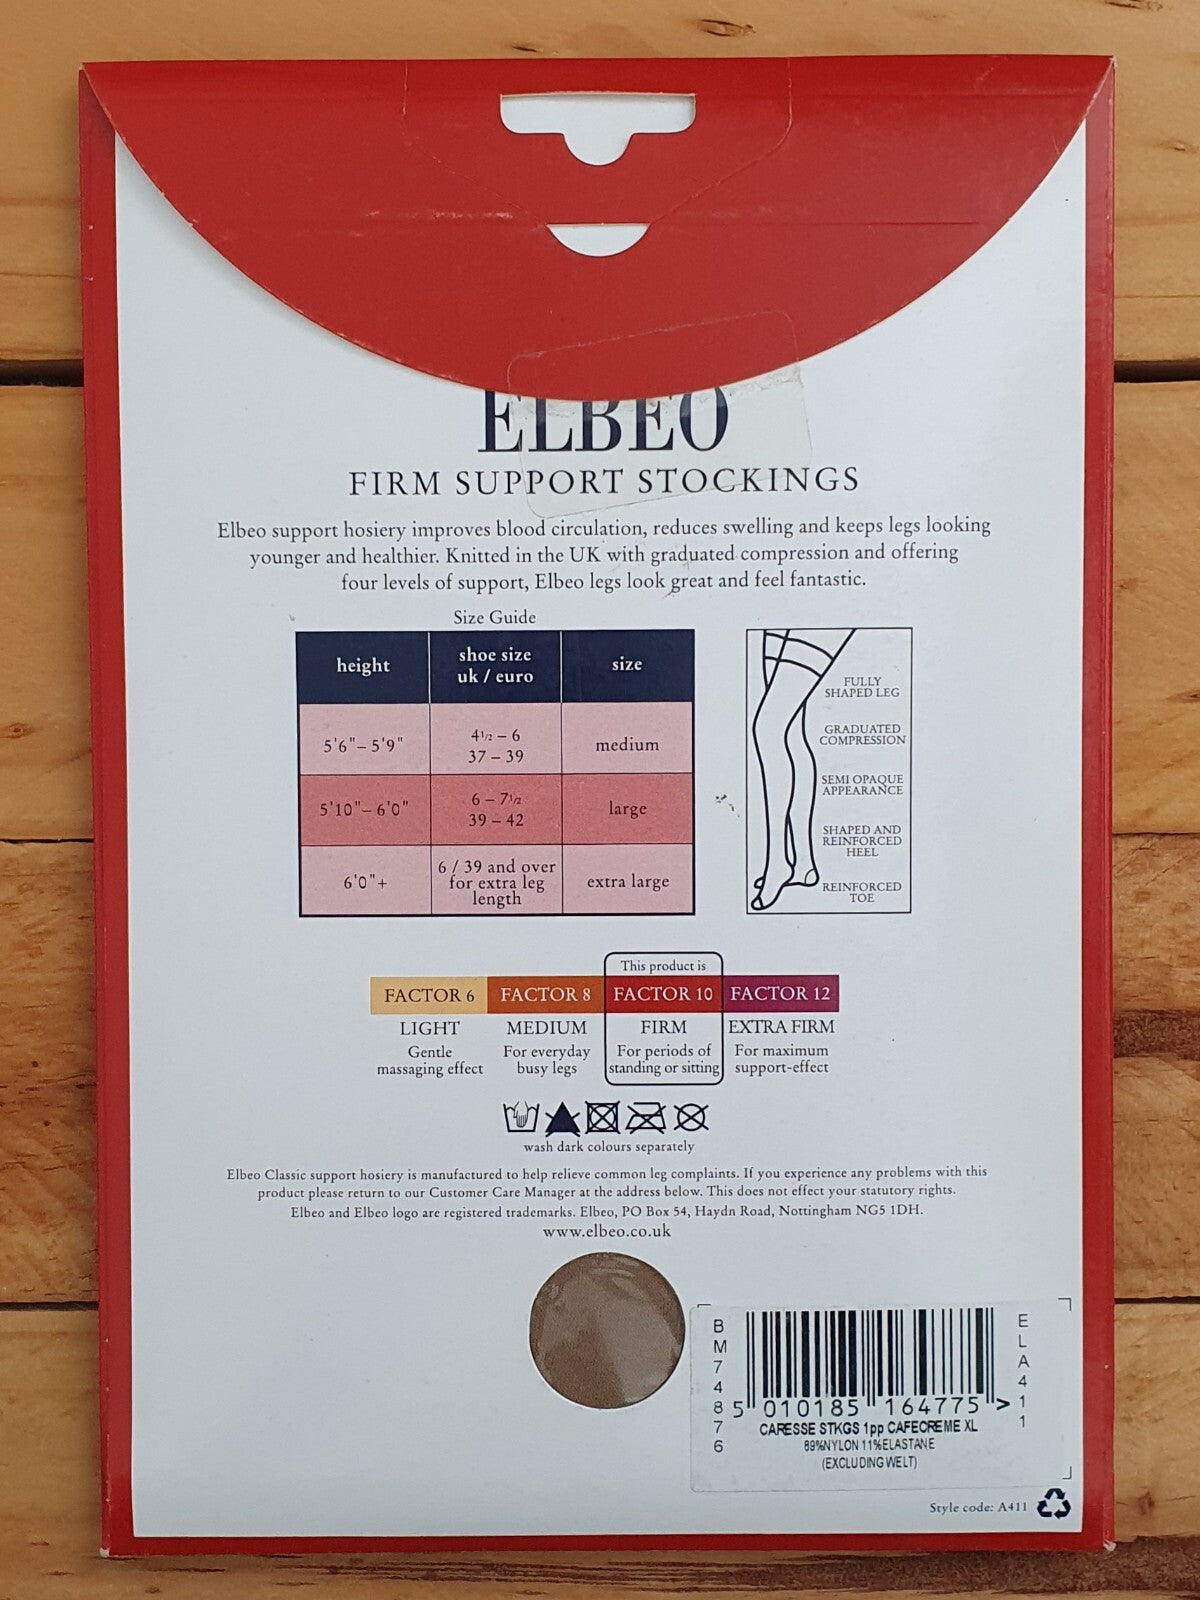 ELBEO
FIRM SUPPORT STOCKINGS
Elbeo support hosiery improves blood circulation, reduces swelling and keeps legs looking
younger and healthier. Knitted in the UK with graduated compression and offering
four levels of support, Elbeo legs look great and feel fantastic.
Size Guide
height
shoe size
uk / euro
size
5'6"– 5'9"
4 1/2 – 6
37 – 39
medium
5'10"– 6'0"
6 – 7 1/2
39 – 42
large
6'0"+
6 / 39 and over
for extra leg
length
extra large
FULLY
SHAPED LEG
GRADUATED
COMPRESSION
SEMI OPAQUE
APPEARANCE
SHAPED AND
REINFORCED
HEEL
REINFORCED
TOE
This product is
FACTOR 6
FACTOR 8
FACTOR 10
FACTOR 12
LIGHT
MEDIUM
FIRM
EXTRA FIRM
Gentle
massaging effect
For everyday
busy legs
For periods of
standing or sitting
For maximum
support-effect
wash dark colours separately
Elbeo Classic support hosiery is manufactured to help relieve common leg complaints. If you experience any problems with this
product please return to our Customer Care Manager at the address below. This does not effect your statutory rights.
Elbeo and Elbeo logo are registered trademarks. Elbeo, PO Box 54, Haydn Road, Nottingham NG5 1DH.
www.elbeo.co.uk
BM74876
5 010185 164775 >
ELA411
CARESSE STKGS 1pp CAFECREME XL
89%NYLON 11%ELASTANE
(EXCLUDING WELT)
Style code: A411